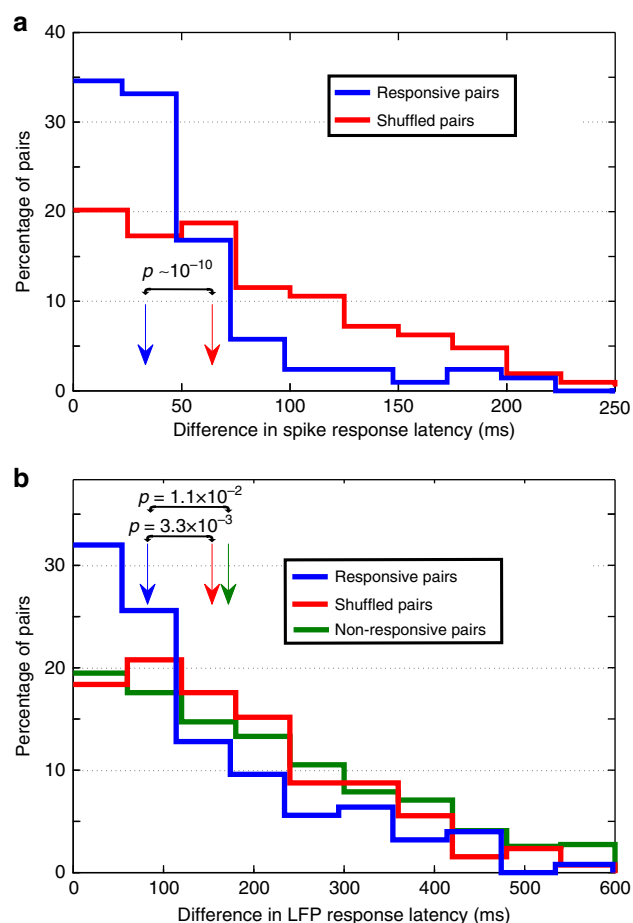 a
40
30
20
10
0
Percentage of pairs
Responsive pairs
Shuffled pairs
p ~10⁻¹⁰
0 50 100 150 200 250
Difference in spike response latency (ms)
b
p = 1.1×10⁻²
p = 3.3×10⁻³
30
20
10
0
Percentage of pairs
Responsive pairs
Shuffled pairs
Non-responsive pairs
0 100 200 300 400 500 600
Difference in LFP response latency (ms)